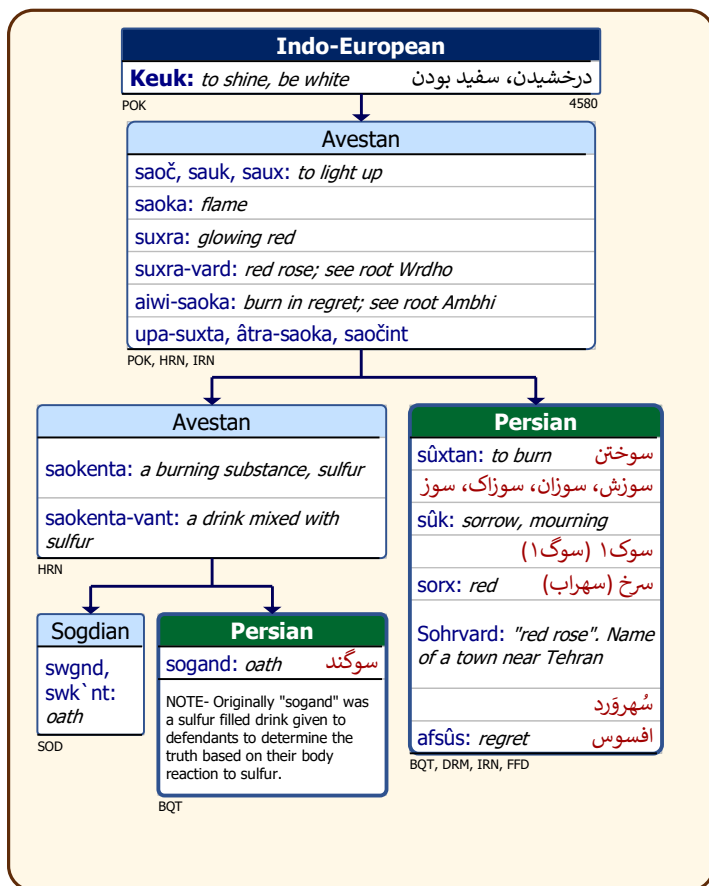 Indo-European
Keuk: to shine, be white درخشیدن، سفید بودن
POK 4580
Avestan
saoč, sauk, saux: to light up
saoka: flame
suxra: glowing red
suxra-vard: red rose; see root Wrdho
aiwi-saoka: burn in regret; see root Ambhi
upa-suxta, âtra-saoka, saočint
POK, HRN, IRN
Avestan
saokenta: a burning substance, sulfur
saokenta-vant: a drink mixed with
sulfur
HRN
Sogdian
swgnd,
swk`nt:
oath
SOD
Persian
sogand: oath سوگند
NOTE- Originally "sogand" was
a sulfur filled drink given to
defendants to determine the
truth based on their body
reaction to sulfur.
BQT
Persian
sûxtan: to burn سوختن
سوزش، سوزان، سوزاک، سوز
sûk: sorrow, mourning
سوک۱ (سوگ۱)
sorx: red سرخ (سهراب)
Sohrvard: "red rose". Name
of a town near Tehran
سُهروَرد
afsûs: regret افسوس
BQT, DRM, IRN, FFD